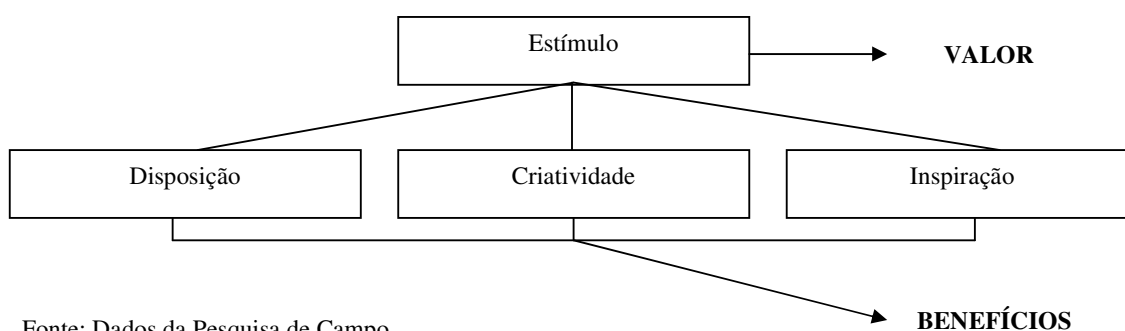 Estímulo
VALOR
Disposição
Criatividade
Inspiração
BENEFÍCIOS
Fonte: Dados da Pesquisa de Campo